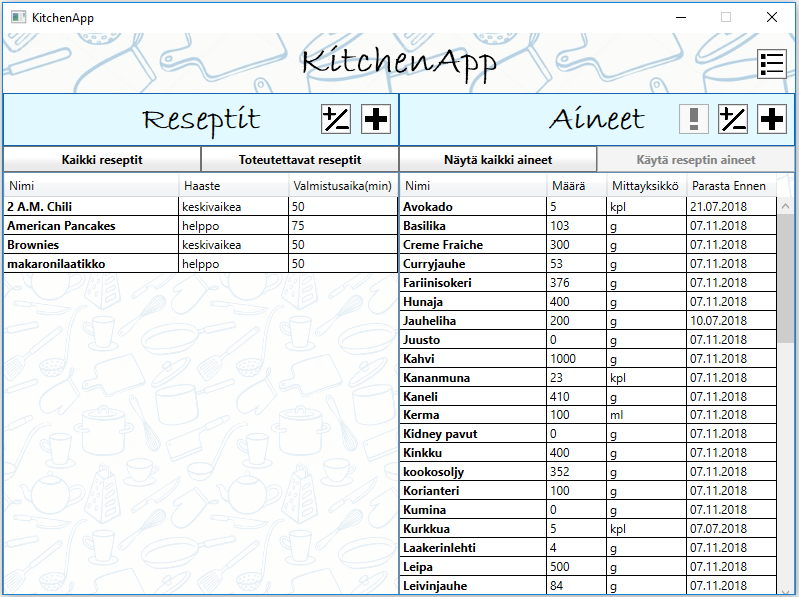 KitchenApp
KitchenApp
Reseptit
Aineet
Kaikki reseptit Toteutettavat reseptit Näytä kaikki aineet Käytä reseptin aineet
Nimi Haaste Valmistusaika(min)
2 A.M. Chili keskivaikea 50
American Pancakes helppo 75
Brownies keskivaikea 50
makaronilaatikko helppo 50
Nimi Määrä Mittayksikkö Parasta Ennen
Avokado 5 kpl 21.07.2018
Basilika 103 g 07.11.2018
Creme Fraiche 300 g 07.11.2018
Curryjauhe 53 g 07.11.2018
Fariinisokeri 376 g 07.11.2018
Hunaja 400 g 07.11.2018
Jauheliha 200 g 10.07.2018
Juusto 0 g 07.11.2018
Kahvi 1000 g 07.11.2018
Kananmuna 23 kpl 07.11.2018
Kaneli 410 g 07.11.2018
Kerma 100 ml 07.11.2018
Kidney pavut 0 g 07.11.2018
Kinkku 400 g 07.11.2018
kookosoljy 352 g 07.11.2018
Korianteri 100 g 07.11.2018
Kumina 0 g 07.11.2018
Kurkkua 5 kpl 07.07.2018
Laakerinlehti 4 g 07.11.2018
Leipa 500 g 07.11.2018
Leivinjauhe 84 g 07.11.2018